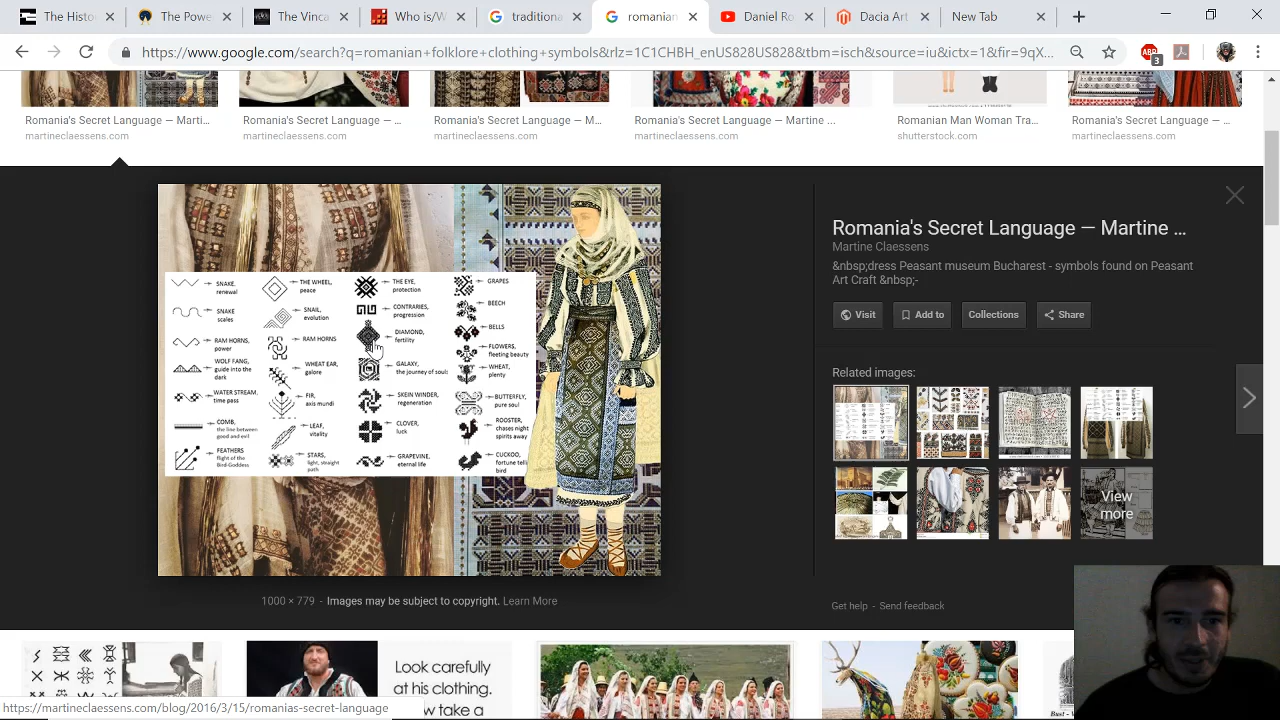 The History
The Power
The Skin
Who is/W
traditional
romanian
Daniel Ro
Dacia Art
New Tab
https://www.google.com/search?q=romanian+folklore+clothing+symbols&rlz=1C1CHBH_enUS828US828&tbm=isch&source=iu&ictx=1&fir=9qX...
ABP
3
Romania's Secret Language — Marti...
martineclaessens.com
Romania's Secret Language — ...
martineclaessens.com
Romania's Secret Language — M...
martineclaessens.com
Romania's Secret Language — Martine ...
martineclaessens.com
Romanian Man Woman Tra...
shutterstock.com
Romania's Secret Language — ...
martineclaessens.com
SNAKE,
renewal
SNAKE
scales
RAM HORNS,
power
WOLF FANG,
guide into the
dark
WATER STREAM,
time pass
COMB,
the line between
good and evil
FEATHERS
flight of the
Bird-Goddess
THE WHEEL,
peace
SNAIL,
evolution
RAM HORNS
WHEAT EAR,
galore
FIR,
axis mundi
LEAF,
vitality
STARS,
light, straight
path
THE EYE,
protection
CONTRARIES,
progression
DIAMOND,
fertility
GALAXY,
the journey of souls
SKEIN WINDER,
regeneration
CLOVER,
luck
GRAPEVINE,
eternal life
GRAPES
BEECH
BELLS
FLOWERS,
fleeting beauty
WHEAT,
plenty
BUTTERFLY,
pure soul
ROOSTER,
chases night
spirits away
CUCKOO,
fortune telli
bird
1000 × 779 - Images may be subject to copyright. Learn More
Romania's Secret Language — Martine ...
Martine Claessens
&nbsp;dress Peasant museum Bucharest - symbols found on Peasant
Art Craft &nbsp;-
Visit
Add to
Collections
Share
Related images:
View
more
Get help - Send feedback
Look carefully
at his clothing.
w take a
https://martineclaessens.com/blog/2016/3/15/romanias-secret-language